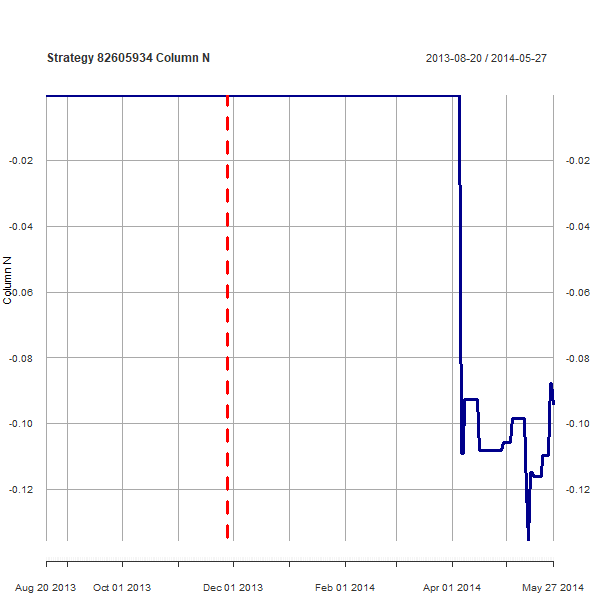 Strategy 82605934 Column N
2013-08-20 / 2014-05-27
-0.02 -0.02
-0.04 -0.04
-0.06 -0.06
-0.08 -0.08
-0.10 -0.10
-0.12 -0.12
Column N
Aug 20 2013 Oct 01 2013 Dec 01 2013 Feb 01 2014 Apr 01 2014 May 27 2014